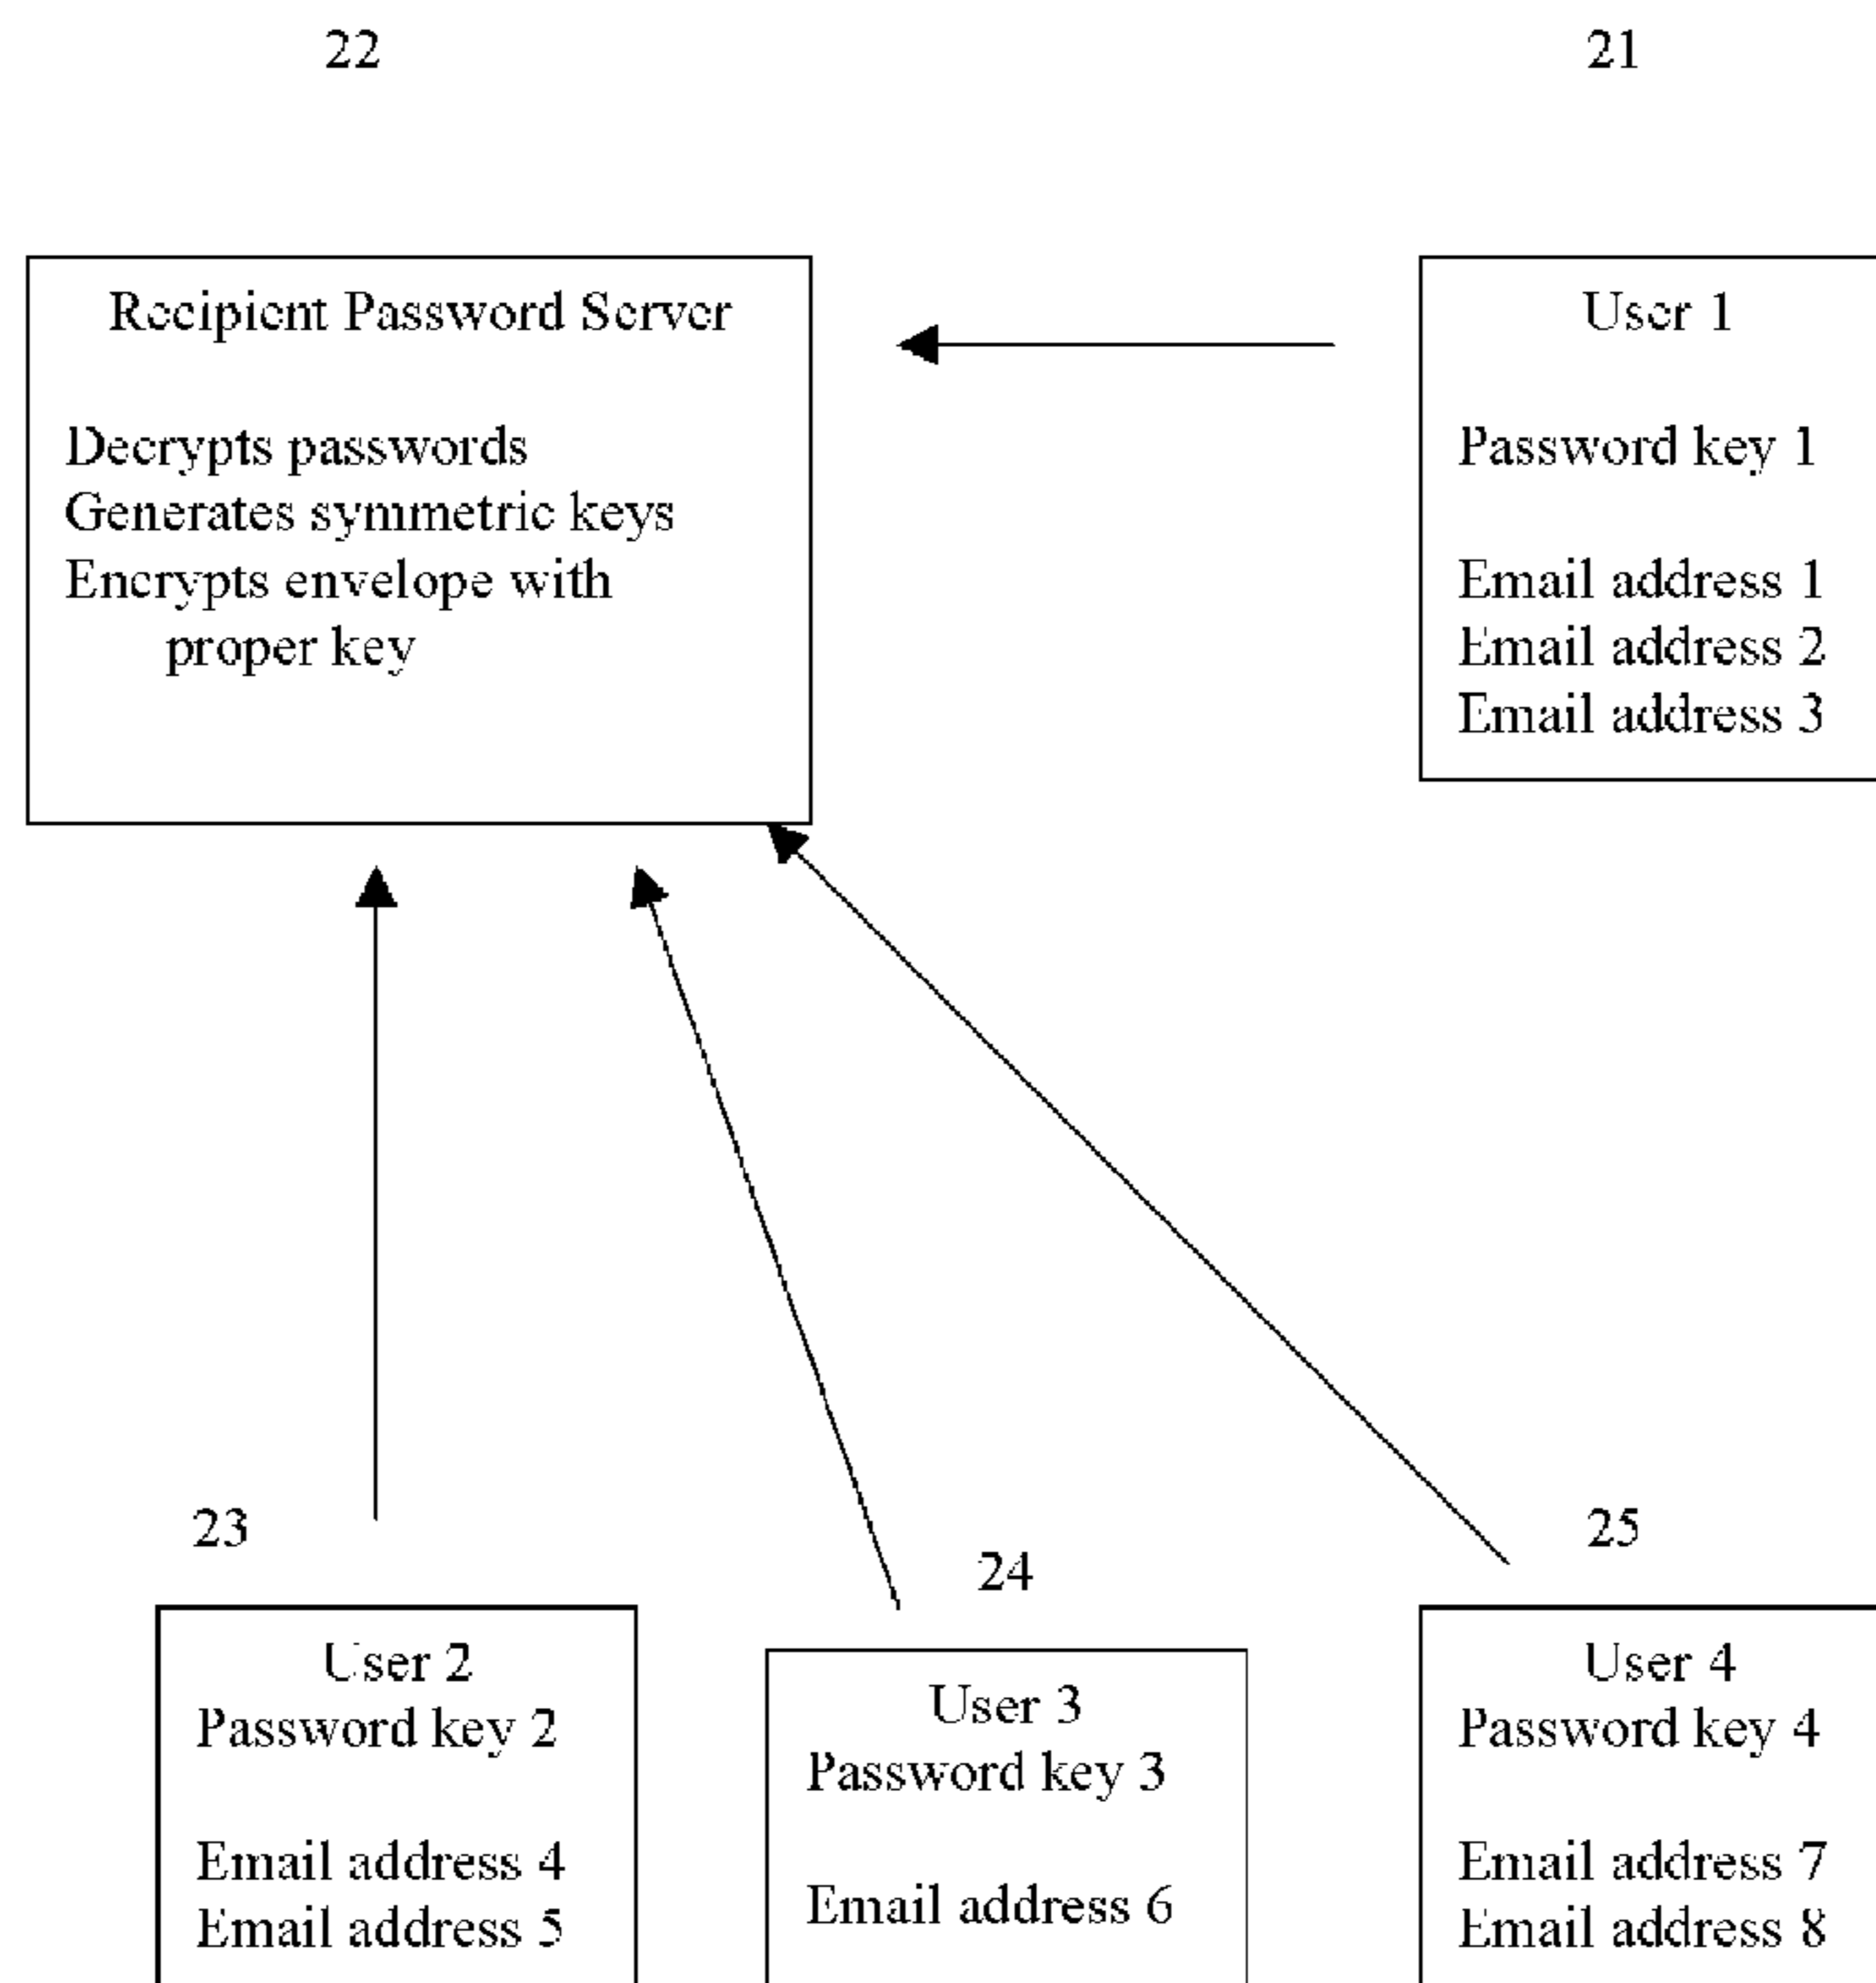 22
21
Recipient Password Server
Decrypts passwords
Generates symmetric keys
Encrypts envelope with
proper key
User 1
Password key 1
Email address 1
Email address 2
Email address 3
23
24
25
User 2
Password key 2
Email address 4
Email address 5
User 3
Password key 3
Email address 6
User 4
Password key 4
Email address 7
Email address 8